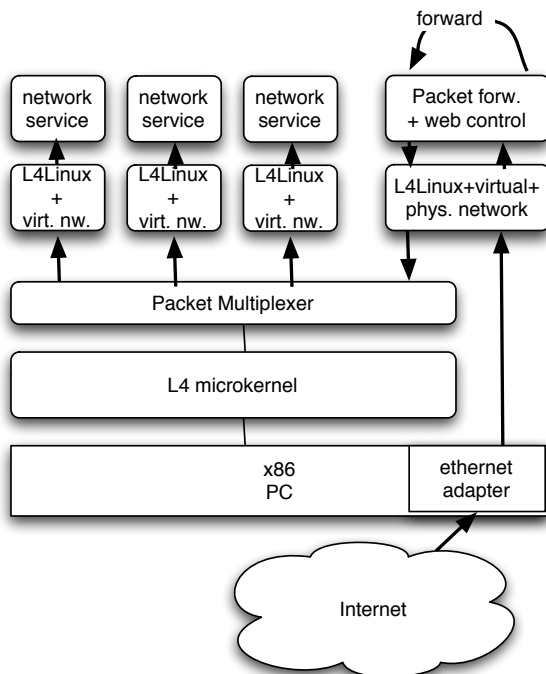 forward
network
service
network
service
network
service
Packet forw.
+ web control
L4Linux
+
virt. nw.
L4Linux
+
virt. nw.
L4Linux
+
virt. nw.
L4Linux+virtual+
phys. network
Packet Multiplexer
L4 microkernel
x86
PC
ethernet
adapter
Internet